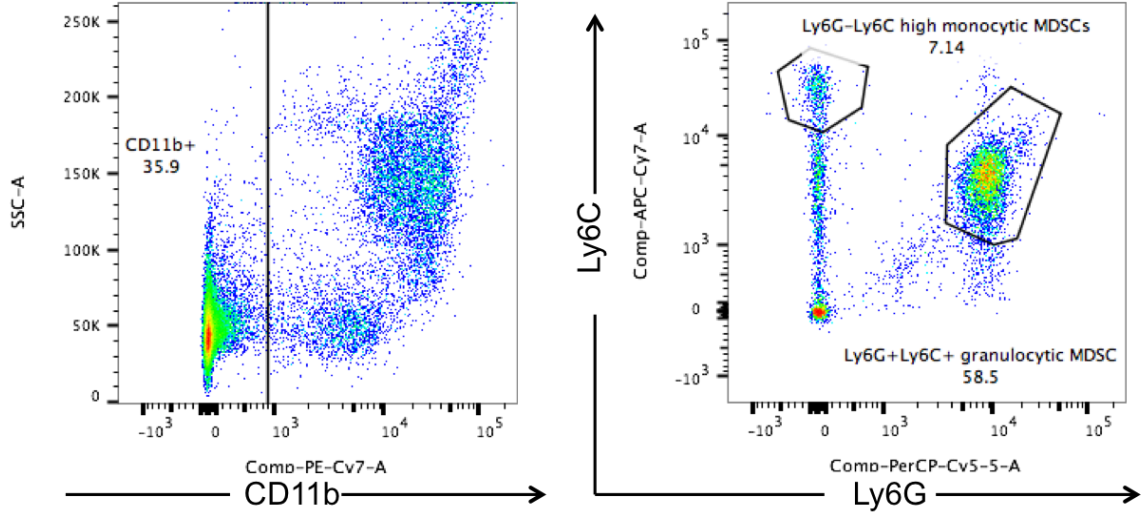 250K
200K
150K
100K
50K
0
SSC-A
CD11b+
35.9
-10³ 0 10³ 10⁴ 10⁵
Comp-PE-Cy7-A
CD11b
Ly6C
Comp-APC-Cy7-A
10⁵
10⁴
10³
0
-10³
Ly6G-Ly6C high monocytic MDSCs
7.14
Ly6G+Ly6C+ granulocytic MDSC
58.5
-10³ 0 10³ 10⁴ 10⁵
Comp-PerCP-Cy5-5-A
Ly6G